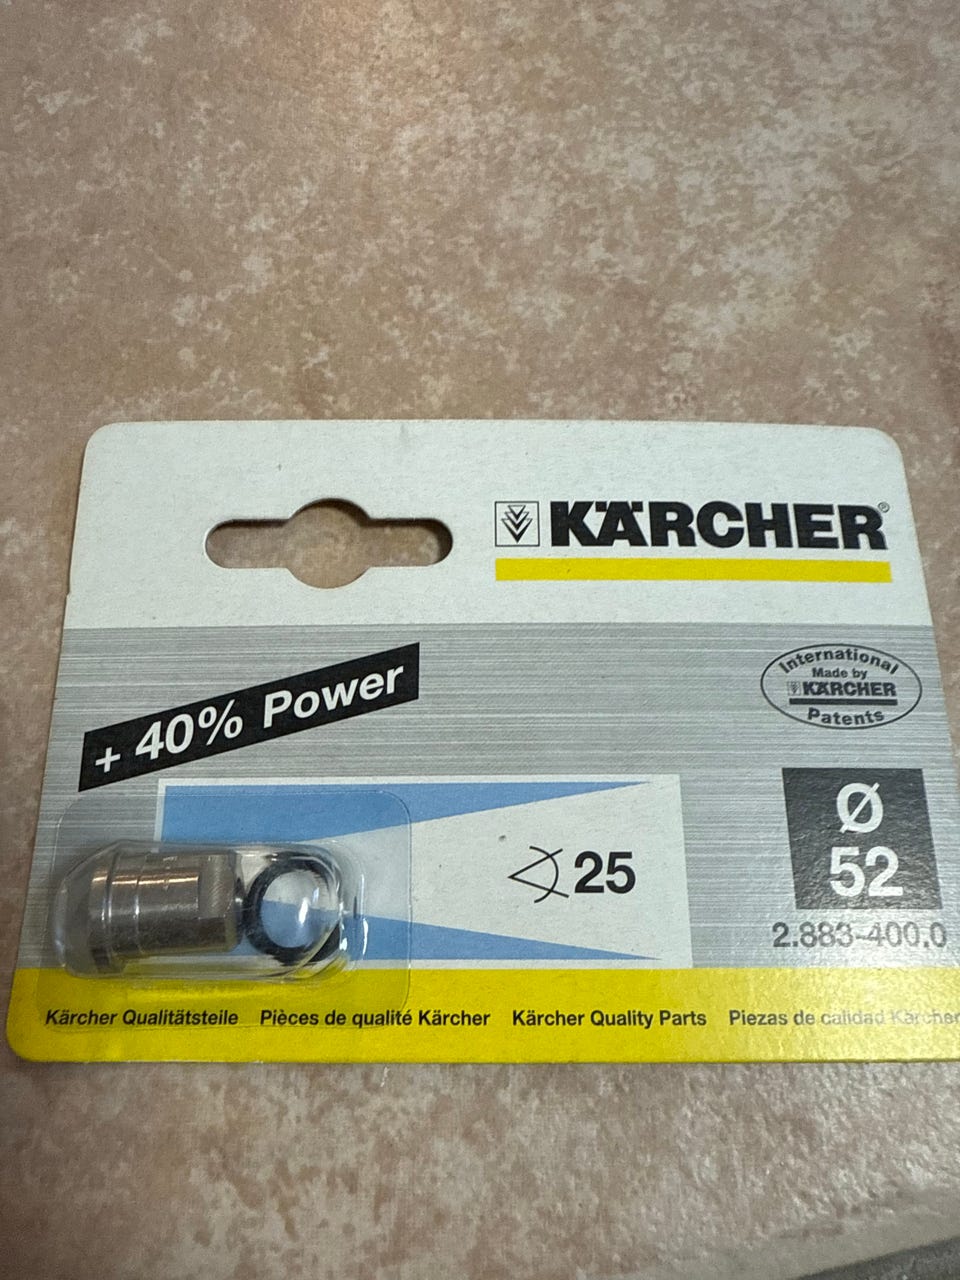 KÄRCHER®
+ 40% Power
International
Made by
KÄRCHER
Patents
Ø
52
25
2.883-400.0
Kärcher Qualitätsteile Pièces de qualité Kärcher Kärcher Quality Parts Piezas de calidad Kärcher